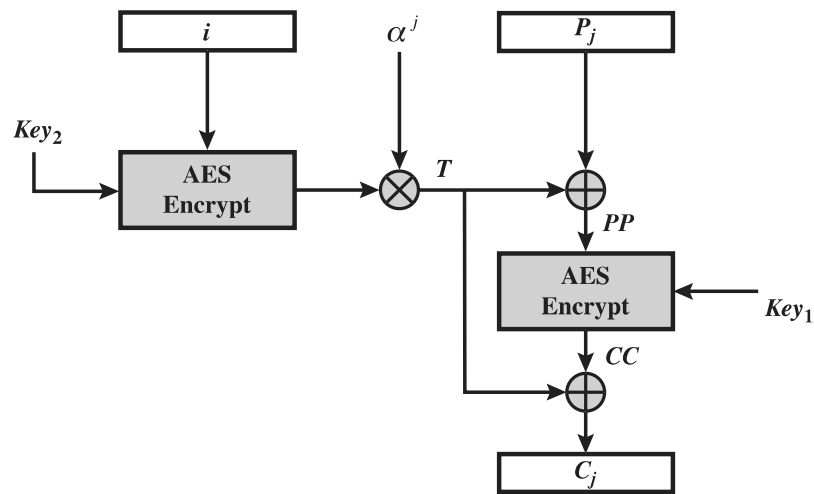 i
α^j
P_j
Key_2
AES
Encrypt
T
PP
AES
Encrypt
Key_1
CC
C_j